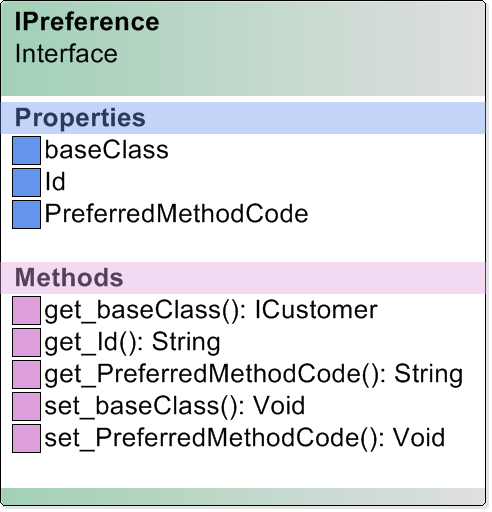 IPreference
Interface
Properties
baseClass
Id
PreferredMethodCode
Methods
get_baseClass(): ICustomer
get_Id(): String
get_PreferredMethodCode(): String
set_baseClass(): Void
set_PreferredMethodCode(): Void